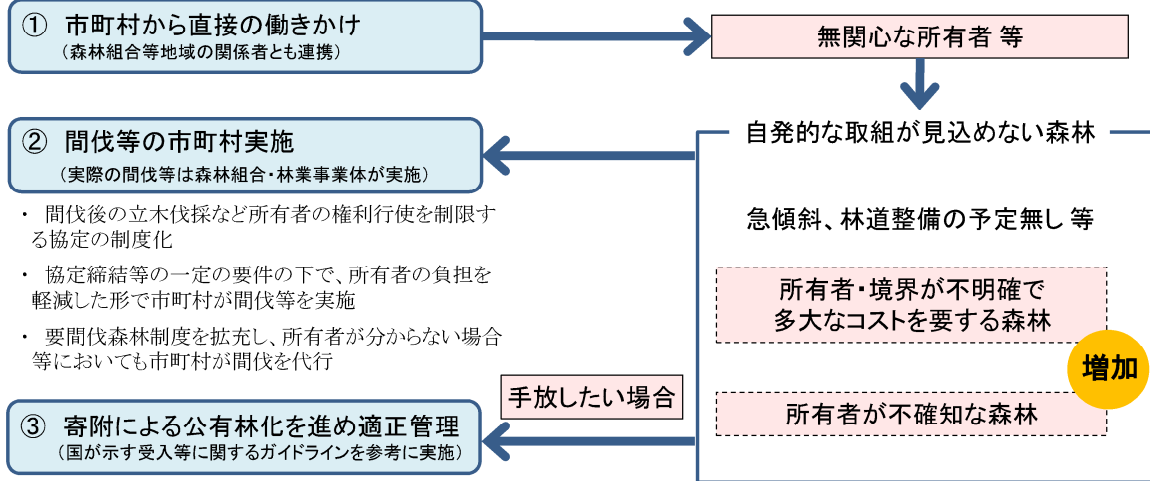 ① 市町村から直接の働きかけ
（森林組合等地域の関係者とも連携）
無関心な所有者 等
② 間伐等の市町村実施
（実際の間伐等は森林組合・林業事業体が実施）
・ 間伐後の立木伐採など所有者の権利行使を制限す
る協定の制度化
・ 協定締結等の一定の要件の下で、所有者の負担を
軽減した形で市町村が間伐等を実施
・ 要間伐森林制度を拡充し、所有者が分からない場合
等においても市町村が間伐を代行
自発的な取組が見込めない森林
急傾斜、林道整備の予定無し 等
所有者・境界が不明確で
多大なコストを要する森林
増加
所有者が不確知な森林
手放したい場合
③ 寄附による公有林化を進め適正管理
（国が示す受入等に関するガイドラインを参考に実施）